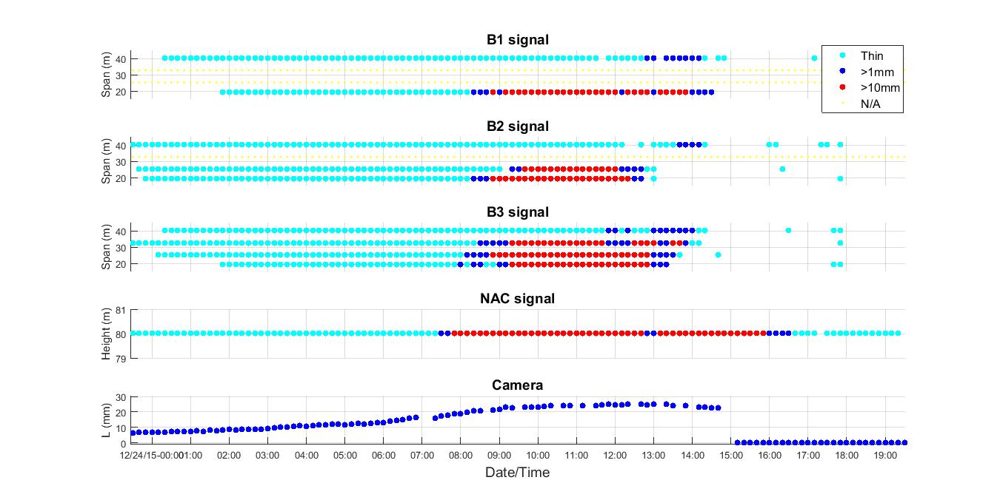 B1 signal
Span (m)
40
30
20
Thin
>1mm
>10mm
N/A
B2 signal
Span (m)
40
30
20
B3 signal
Span (m)
40
30
20
NAC signal
Height (m)
81
80
79
Camera
L (mm)
30
20
10
0
12/24/15-00:00 01:00 02:00 03:00 04:00 05:00 06:00 07:00 08:00 09:00 10:00 11:00 12:00 13:00 14:00 15:00 16:00 17:00 18:00 19:00
Date/Time